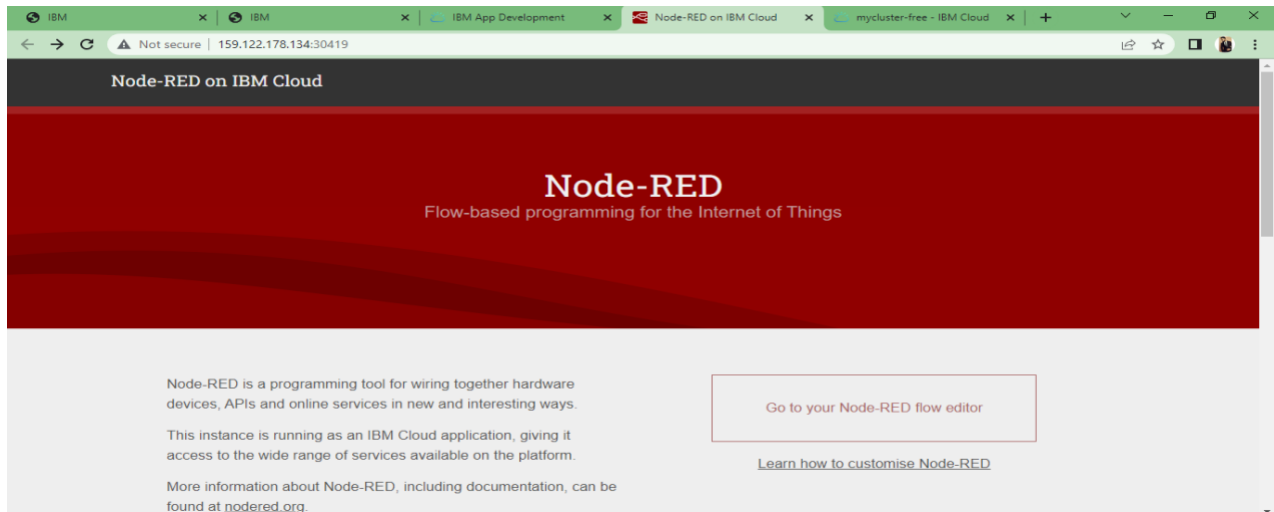 IBM
IBM
IBM App Development
Node-RED on IBM Cloud
mycluster-free - IBM Cloud
Not secure | 159.122.178.134:30419
Node-RED on IBM Cloud
Node-RED
Flow-based programming for the Internet of Things
Node-RED is a programming tool for wiring together hardware
devices, APIs and online services in new and interesting ways.
This instance is running as an IBM Cloud application, giving it
access to the wide range of services available on the platform.
More information about Node-RED, including documentation, can be
found at nodered.org.
Go to your Node-RED flow editor
Learn how to customise Node-RED